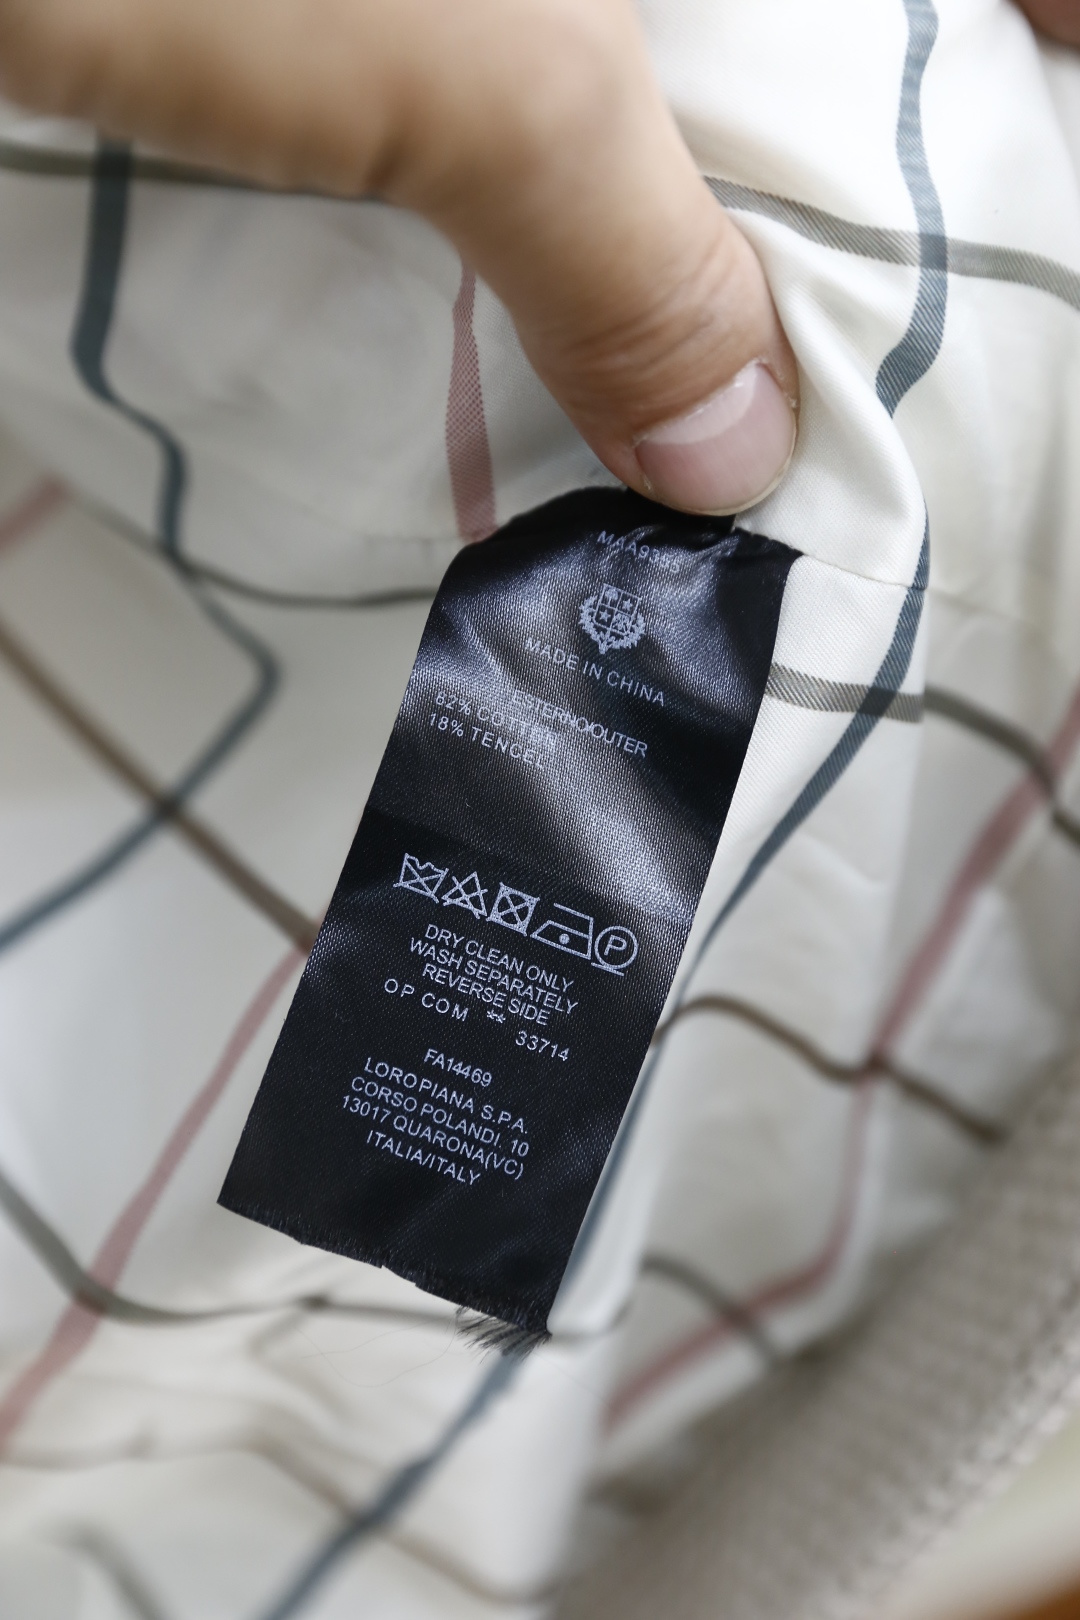 MAA9355
MADE IN CHINA
ESTERNO/OUTER
82% COTTON
18% TENCEL
P
DRY CLEAN ONLY
WASH SEPARATELY
REVERSE SIDE
OP COM ** 33714
FA14469
LORO PIANA S.P.A.
CORSO POLANDI. 10
13017 QUARONA(VC)
ITALIA/ITALY